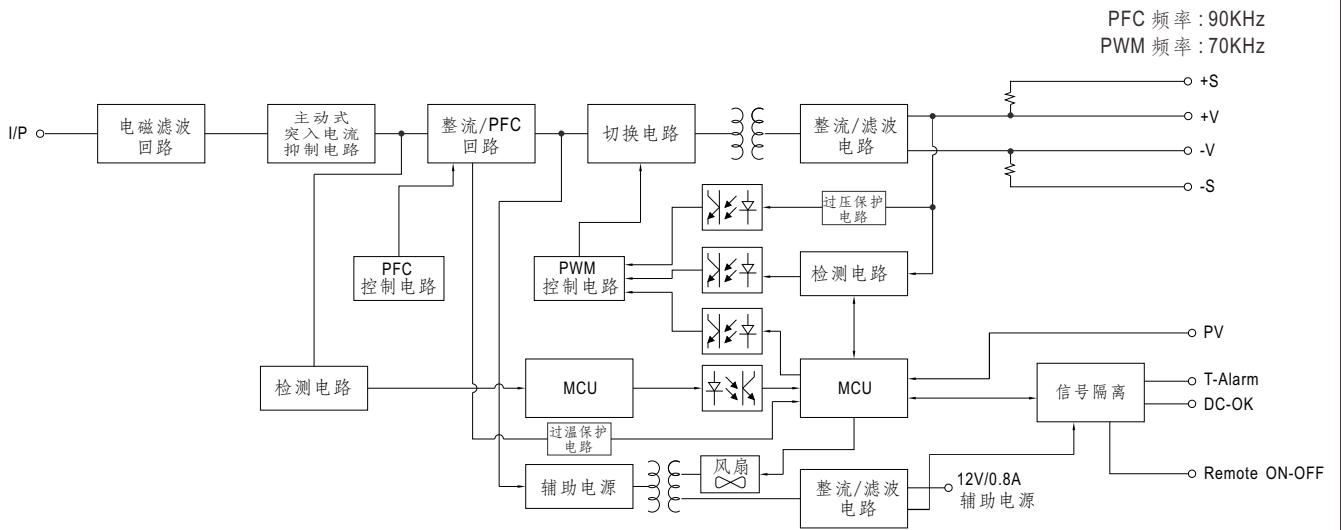 PFC 频率 : 90KHz
PWM 频率 : 70KHz
I/P
电磁滤波
回路
主动式
突入电流
抑制电路
整流/PFC
回路
切换电路
整流/滤波
电路
+S
+V
-V
-S
过压保护
电路
PFC
控制电路
PWM
控制电路
检测电路
PV
检测电路
MCU
MCU
信号隔离
T-Alarm
DC-OK
过温保护
电路
风扇
辅助电源
整流/滤波
电路
12V/0.8A
辅助电源
Remote ON-OFF